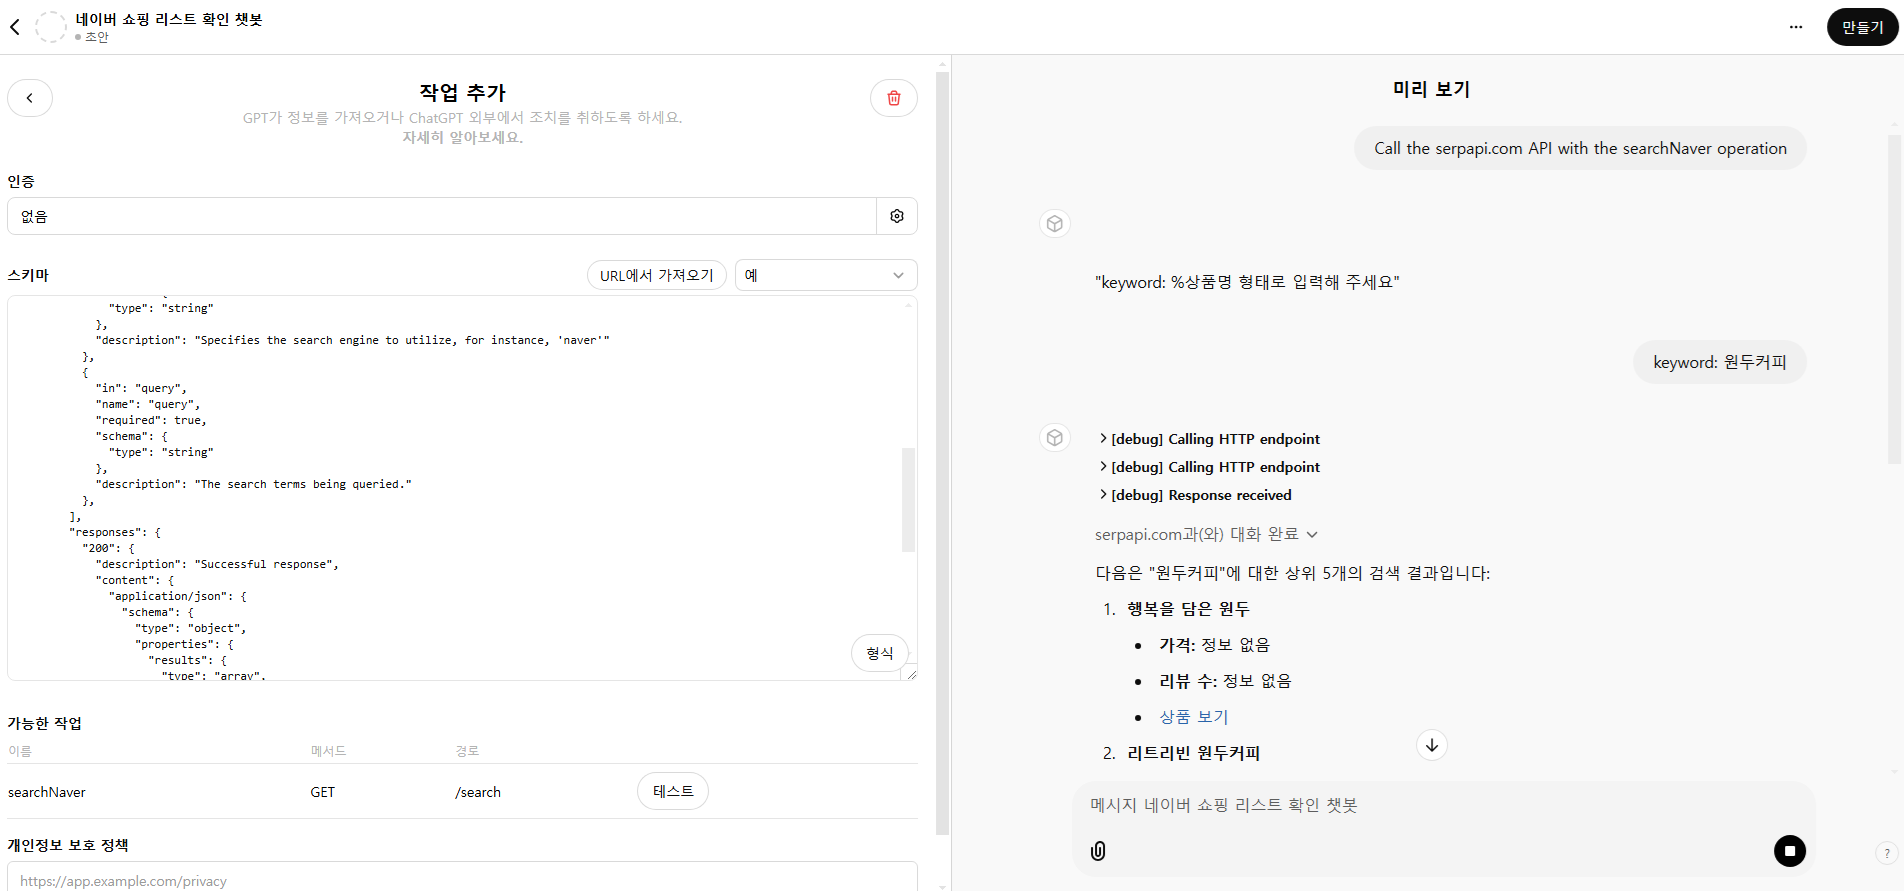 네이버 쇼핑 리스트 확인 챗봇
초안
만들기
작업 추가
GPT가 정보를 가져오거나 ChatGPT 외부에서 조치를 취하도록 하세요.
자세히 알아보세요.
인증
없음
스키마
URL에서 가져오기
예
"type": "string"
},
"description": "Specifies the search engine to utilize, for instance, 'naver'"
},
{
"in": "query",
"name": "query",
"required": true,
"schema": {
"type": "string"
},
"description": "The search terms being queried."
},
],
"responses": {
"200": {
"description": "Successful response",
"content": {
"application/json": {
"schema": {
"type": "object",
"properties": {
"results": {
"type": "array",
형식
가능한 작업
이름 메서드 경로
searchNaver GET /search 테스트
개인정보 보호 정책
https://app.example.com/privacy
미리 보기
Call the serpapi.com API with the searchNaver operation
"keyword: %상품명 형태로 입력해 주세요"
keyword: 원두커피
[debug] Calling HTTP endpoint
[debug] Calling HTTP endpoint
[debug] Response received
serpapi.com과(와) 대화 완료
다음은 "원두커피"에 대한 상위 5개의 검색 결과입니다:
1. 행복을 담은 원두
• 가격: 정보 없음
• 리뷰 수: 정보 없음
• 상품 보기
2. 리트리빈 원두커피
메시지 네이버 쇼핑 리스트 확인 챗봇
?